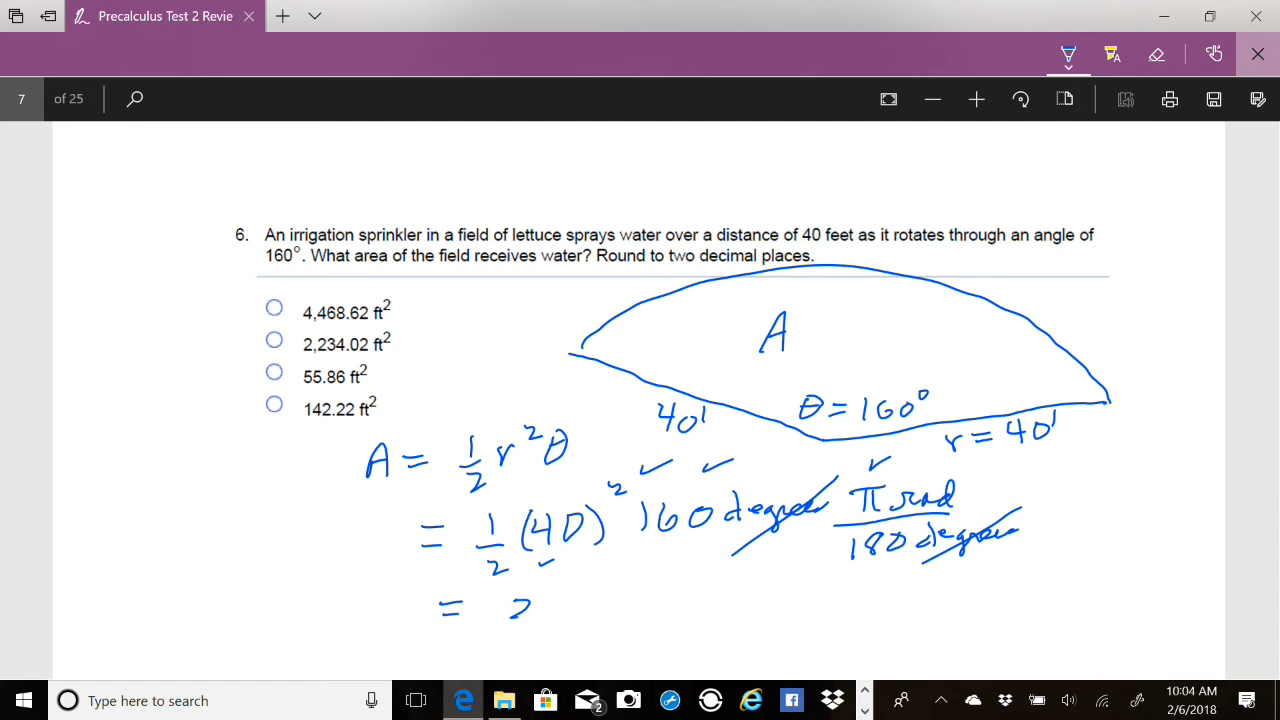 Precalculus Test 2 Revie
7 of 25
6. An irrigation sprinkler in a field of lettuce sprays water over a distance of 40 feet as it rotates through an angle of
160°. What area of the field receives water? Round to two decimal places.
4,468.62 ft²
2,234.02 ft²
55.86 ft²
142.22 ft²
A
θ = 160°
40'
r = 40'
A = 1/2 r²θ
= 1/2 (40)² 160 degrees π rad / 180 degrees
= 2
Type here to search
2
10:04 AM
2/6/2018